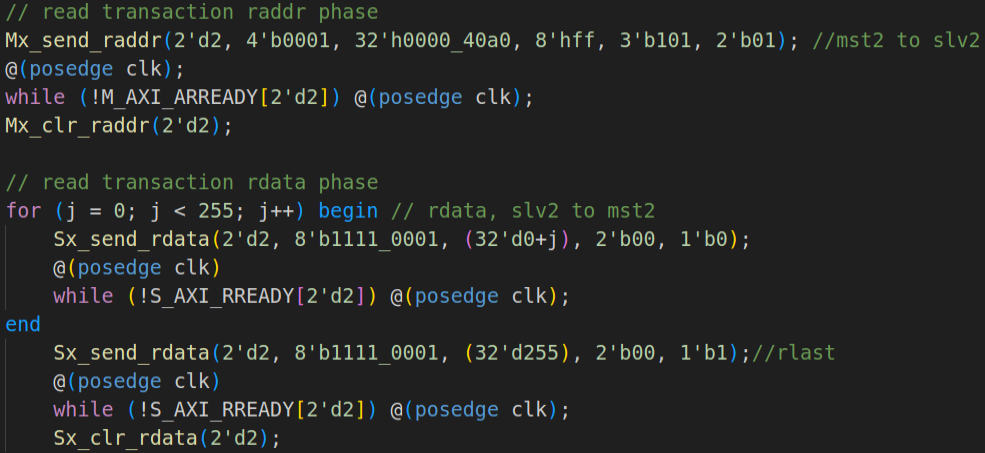 // read transaction raddr phase
Mx_send_raddr(2'd2, 4'b0001, 32'h0000_40a0, 8'hff, 3'b101, 2'b01); //mst2 to slv2
@(posedge clk);
while (!M_AXI_ARREADY[2'd2]) @(posedge clk);
Mx_clr_raddr(2'd2);

// read transaction rdata phase
for (j = 0; j < 255; j++) begin // rdata, slv2 to mst2
    Sx_send_rdata(2'd2, 8'b1111_0001, (32'd0+j), 2'b00, 1'b0);
    @(posedge clk)
    while (!S_AXI_RREADY[2'd2]) @(posedge clk);
end
    Sx_send_rdata(2'd2, 8'b1111_0001, (32'd255), 2'b00, 1'b1);//rlast
    @(posedge clk)
    while (!S_AXI_RREADY[2'd2]) @(posedge clk);
    Sx_clr_rdata(2'd2);